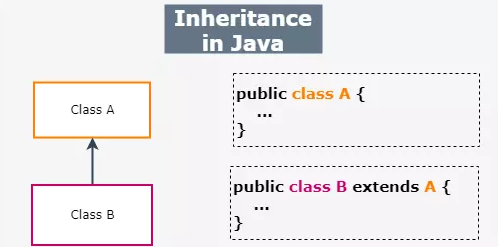 Inheritance
in Java
Class A
Class B
public class A {
...
}
public class B extends A {
...
}